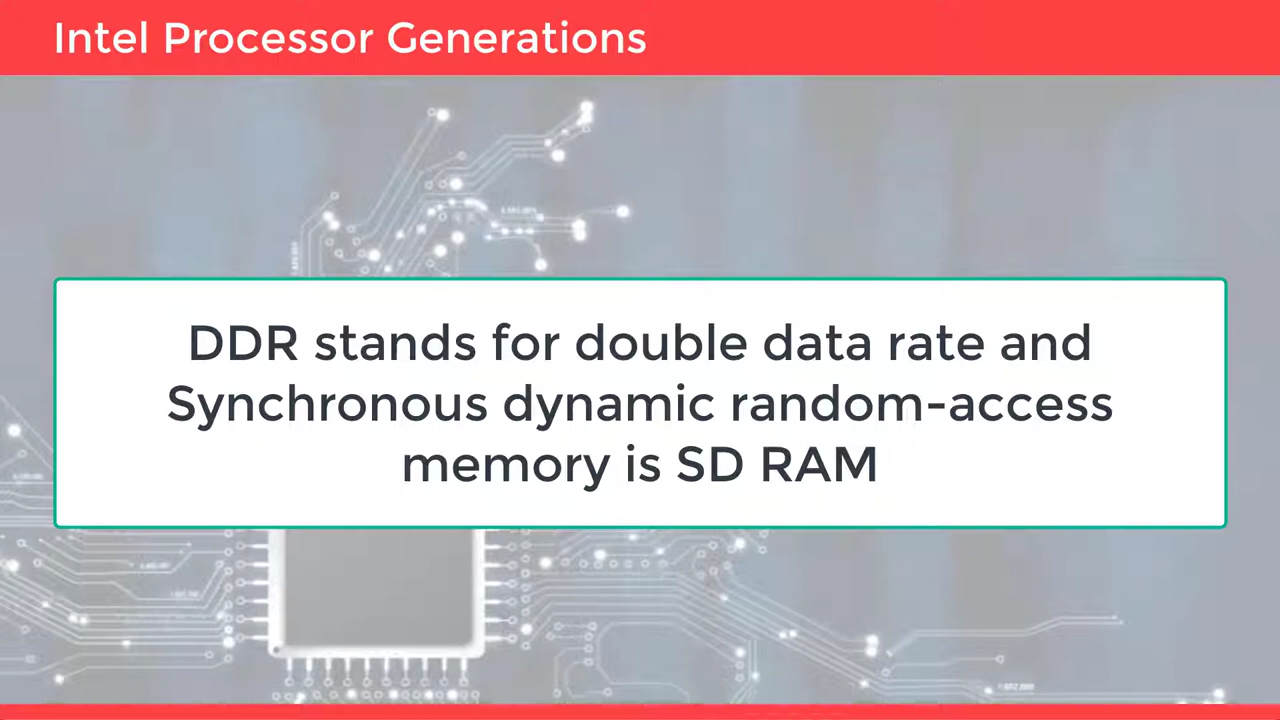 Intel Processor Generations
DDR stands for double data rate and
Synchronous dynamic random-access
memory is SD RAM